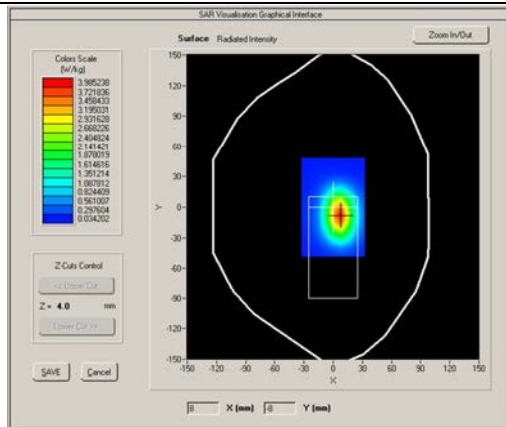 SAR Visualisation Graphical Interface
Surface Radiated Intensity
Zoom In/Out
Colors Scale
(W/kg)
3.985238
3.721836
3.458433
3.195031
2.931628
2.668226
2.404824
2.141421
1.878019
1.614616
1.351214
1.087812
0.824409
0.561007
0.297604
0.034202
150
120
90
60
30
Y
0
-30
-60
-90
-120
-150
-150 -120 -90 -60 -30 0 30 60 90 120 150
X
Z-Cuts Control
<< Upper Cut
Z = 4.0 mm
Lower Cut >>
SAVE Cancel
8 X (mm) -8 Y (mm)